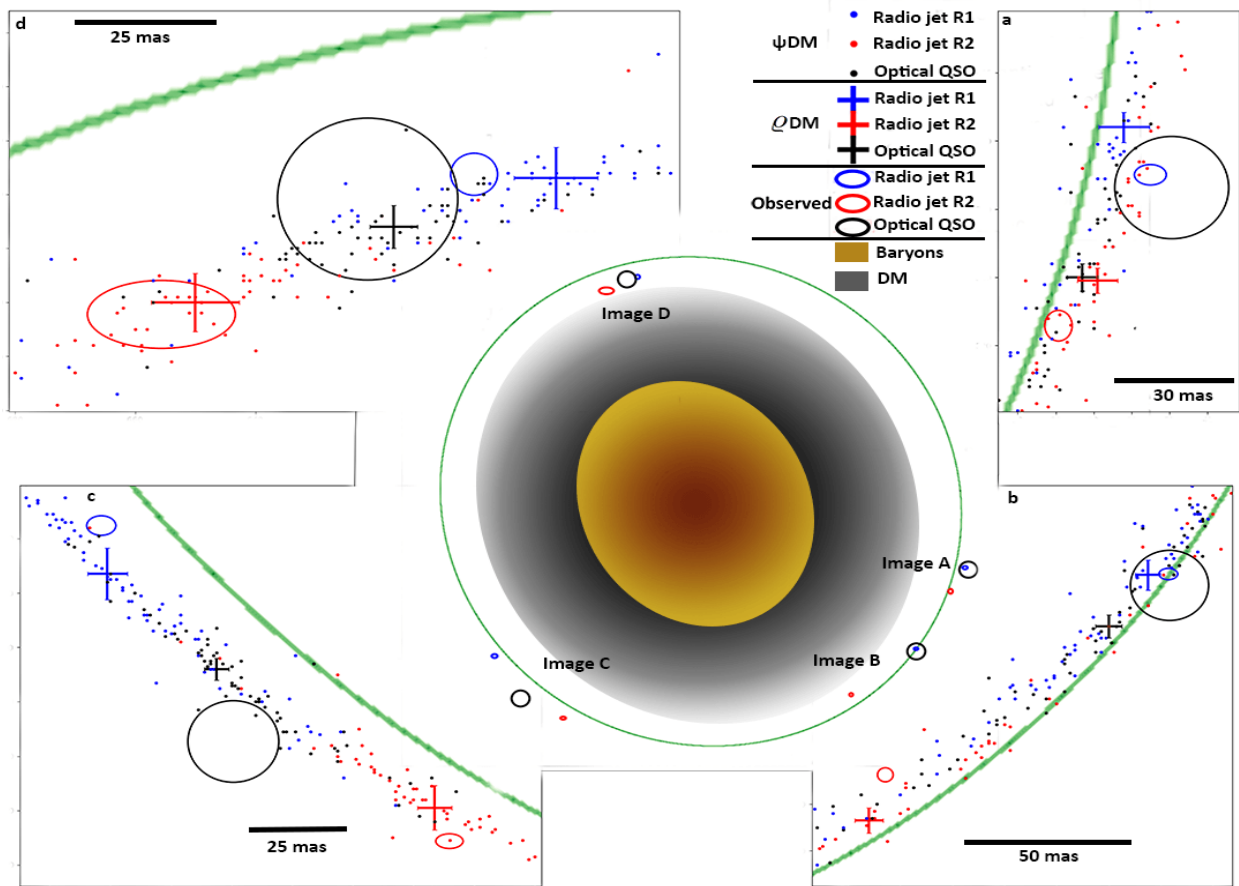 d
25 mas
ψDM
Radio jet R1
Radio jet R2
Optical QSO
ϱDM
Radio jet R1
Radio jet R2
Optical QSO
Observed
Radio jet R1
Radio jet R2
Optical QSO
Baryons
DM
a
30 mas
Image D
Image A
Image B
Image C
c
25 mas
b
50 mas